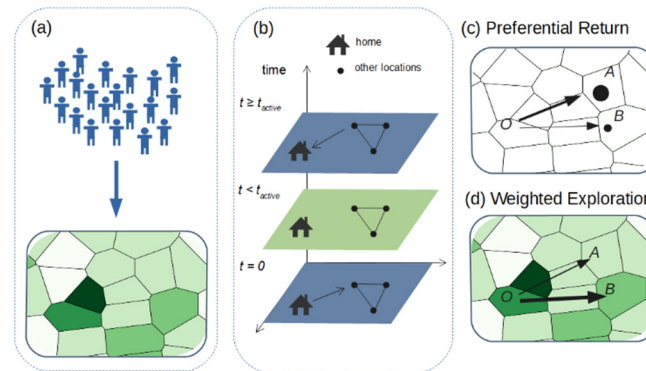 (a)
(b)
home
other locations
time
t ≥ t_active
t < t_active
t = 0
(c) Preferential Return
A
O
B
(d) Weighted Exploration
A
O
B